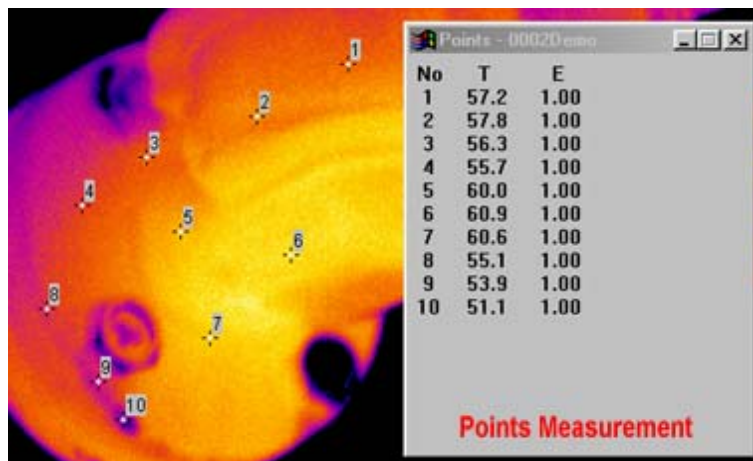 1
2
3
4
5
6
7
8
9
10
Points - 0002Demo
No T E
1 57.2 1.00
2 57.8 1.00
3 56.3 1.00
4 55.7 1.00
5 60.0 1.00
6 60.9 1.00
7 60.6 1.00
8 55.1 1.00
9 53.9 1.00
10 51.1 1.00
Points Measurement